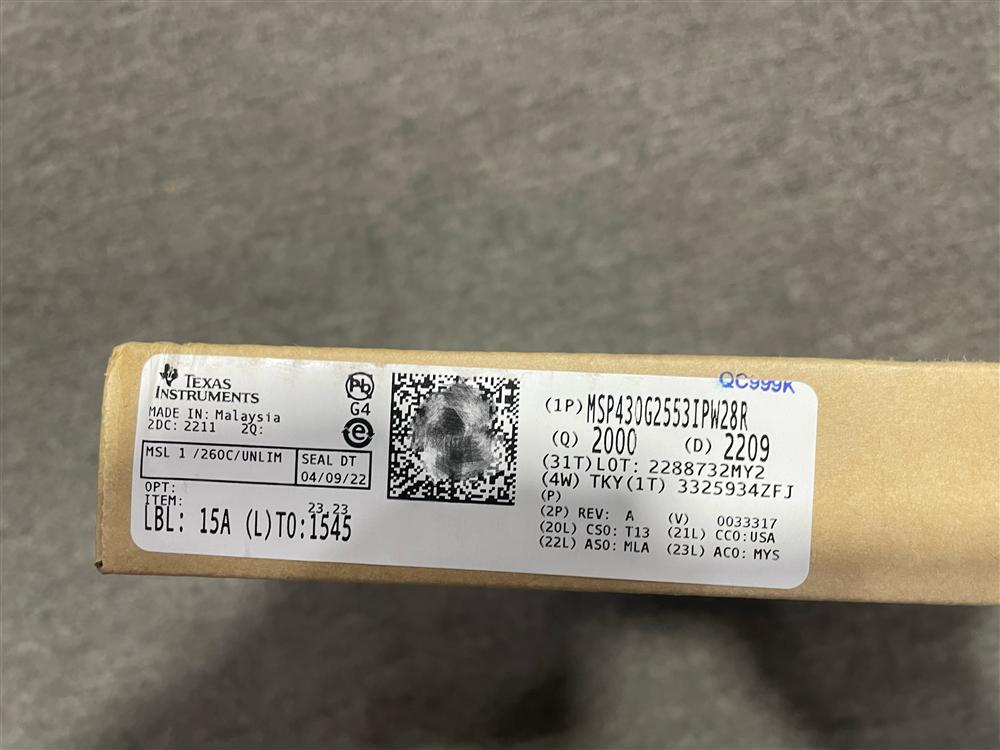 TEXAS
INSTRUMENTS
MADE IN: Malaysia
2DC: 2211 2Q:
Pb
G4
e
MSL 1 /260C/UNLIM
SEAL DT
04/09/22
OPT:
ITEM:
23 23
LBL: 15A (L)TO:1545
QC999K
(1P)MSP430G2553IPW28R
(Q) 2000 (D) 2209
(31T)LOT: 2288732MY2
(4W) TKY(1T) 3325934ZFJ
(P)
(2P) REV: A (V) 0033317
(20L) CSO: T13 (21L) CCO:USA
(22L) ASO: MLA (23L) ACO: MYS